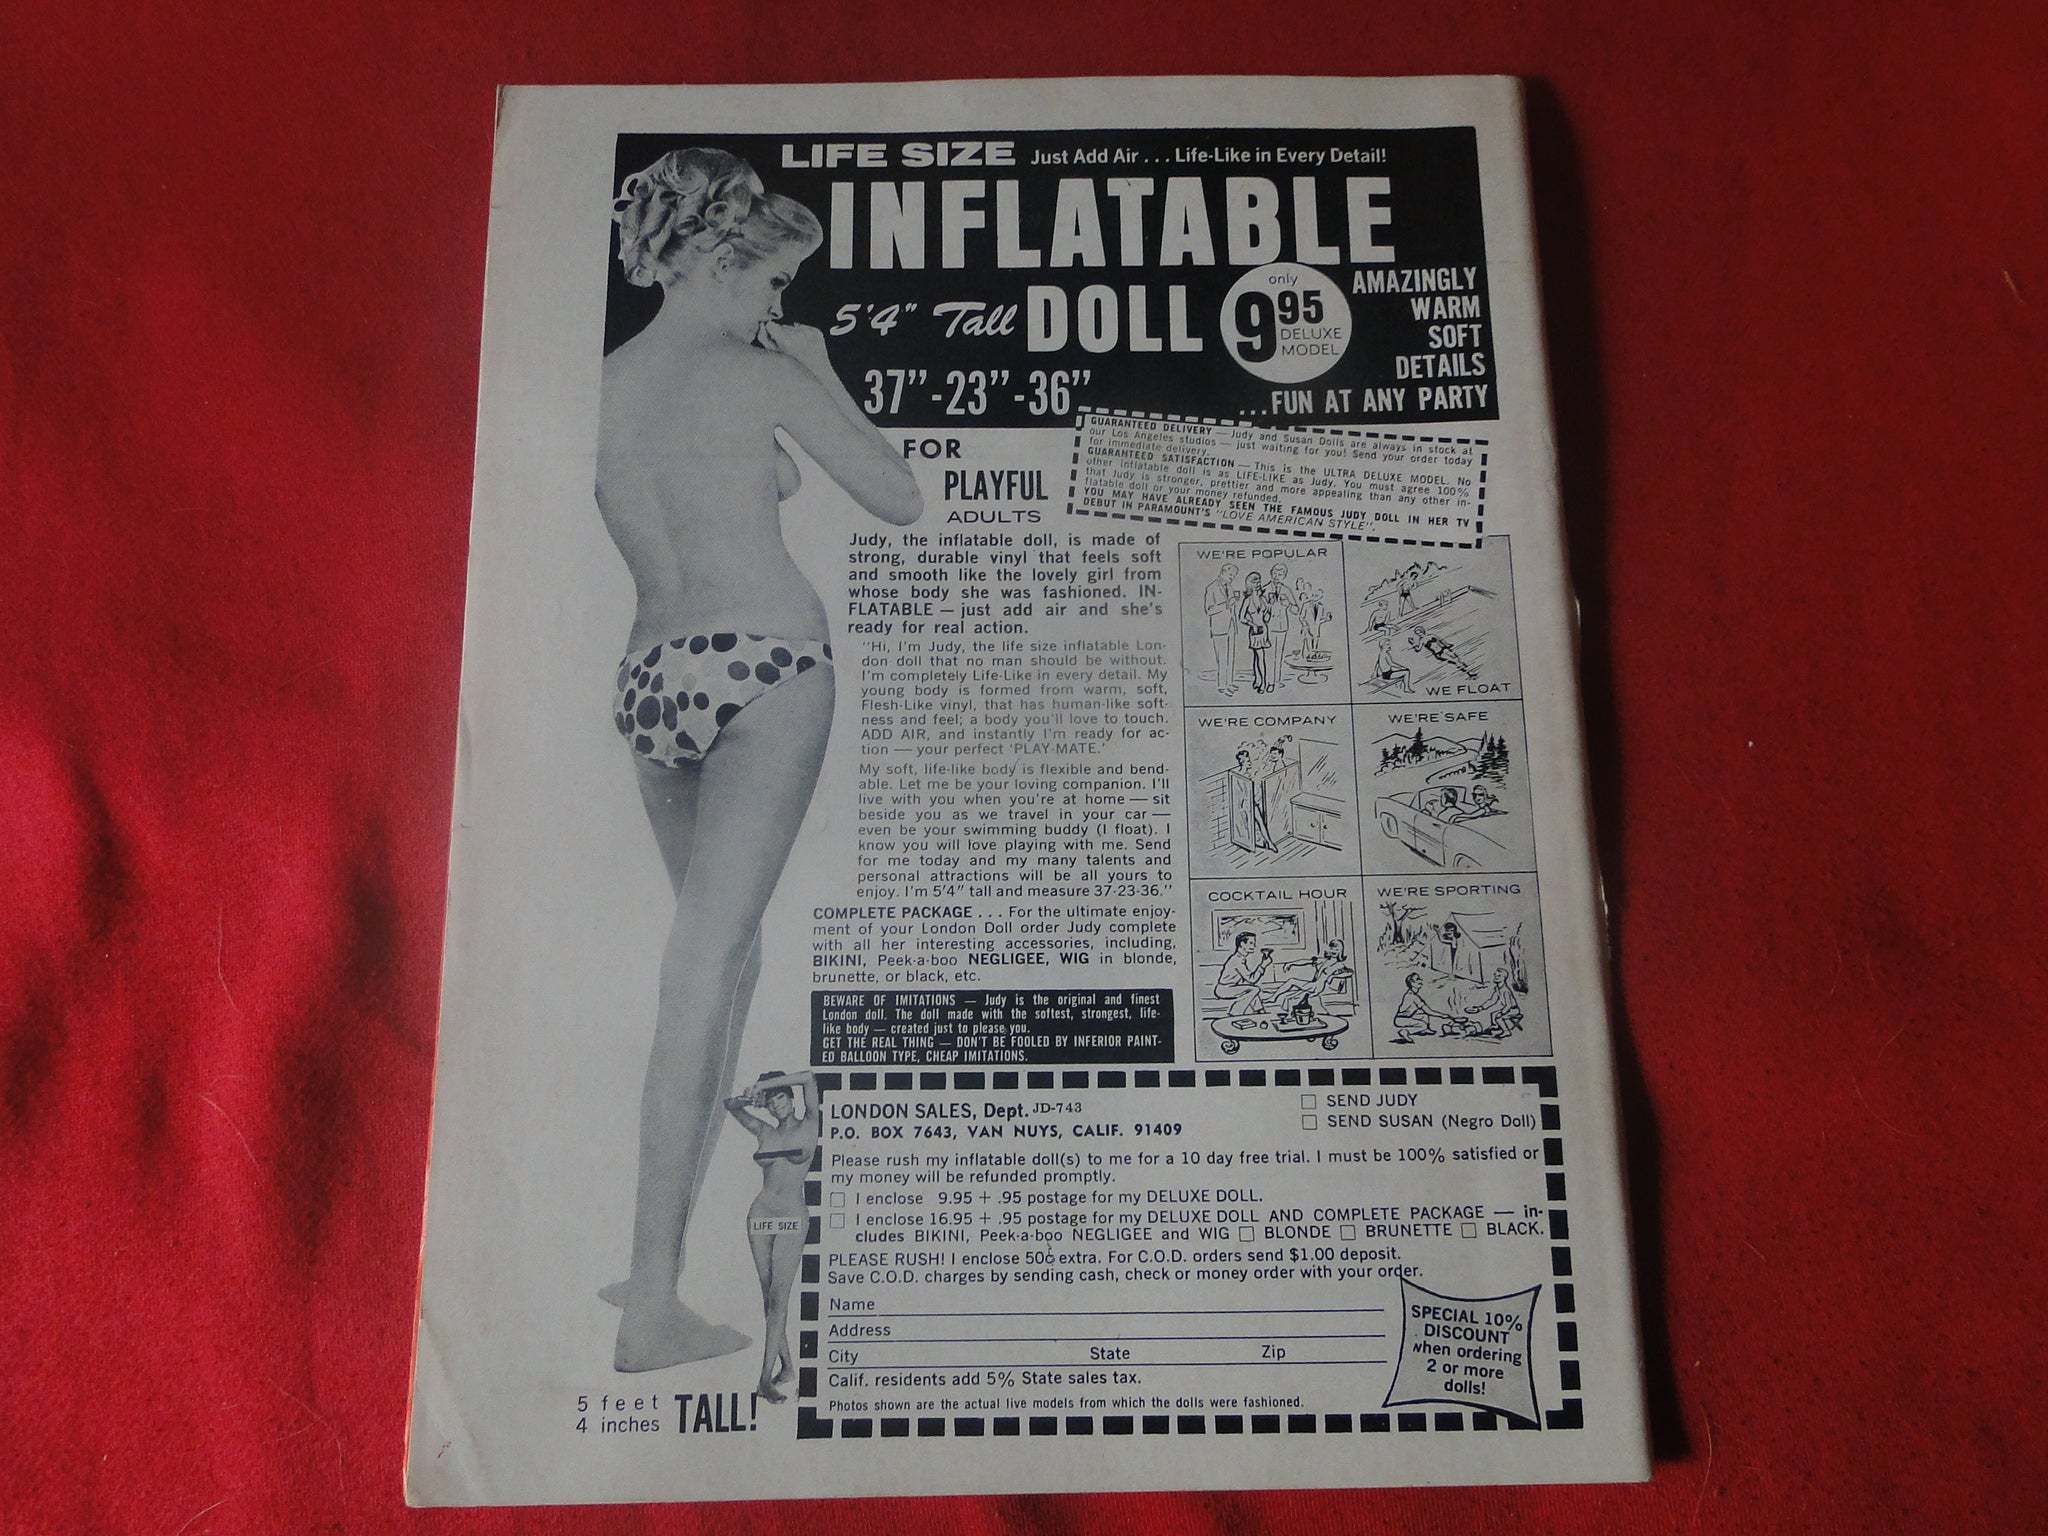 LIFE SIZE Just Add Air . . . Life-Like in Every Detail!
INFLATABLE
5'4" Tall DOLL
only
9.95
DELUXE
MODEL
AMAZINGLY
WARM
SOFT
DETAILS
. . . FUN AT ANY PARTY
37"-23"-36"
FOR
PLAYFUL
ADULTS
GUARANTEED DELIVERY — Judy and Susan Dolls are always in stock at
our Los Angeles studios — just waiting for you! Send your order today
for immediate delivery.
GUARANTEED SATISFACTION — This is the ULTRA DELUXE MODEL. No
other inflatable doll is as LIFE-LIKE as Judy. You must agree 100%
that Judy is stronger, prettier and more appealing than any other in-
flatable doll or your money refunded.
YOU MAY HAVE ALREADY SEEN THE FAMOUS JUDY DOLL IN HER TV
DEBUT IN PARAMOUNT'S "LOVE AMERICAN STYLE".
Judy, the inflatable doll, is made of
strong, durable vinyl that feels soft
and smooth like the lovely girl from
whose body she was fashioned. IN-
FLATABLE — just add air and she's
ready for real action.
"Hi, I'm Judy, the life size inflatable Lon-
don doll that no man should be without.
I'm completely Life-Like in every detail. My
young body is formed from warm, soft,
Flesh-Like vinyl, that has human-like soft-
ness and feel; a body you'll love to touch.
ADD AIR, and instantly I'm ready for ac-
tion — your perfect 'PLAY-MATE.'
My soft, life-like body is flexible and bend-
able. Let me be your loving companion. I'll
live with you when you're at home — sit
beside you as we travel in your car —
even be your swimming buddy (I float). I
know you will love playing with me. Send
for me today and my many talents and
personal attractions will be all yours to
enjoy. I'm 5'4" tall and measure 37-23-36."
COMPLETE PACKAGE . . . For the ultimate enjoy-
ment of your London Doll order Judy complete
with all her interesting accessories, including,
BIKINI, Peek-a-boo NEGLIGEE, WIG in blonde,
brunette, or black, etc.
BEWARE OF IMITATIONS — Judy is the original and finest
London doll. The doll made with the softest, strongest, life-
like body — created just to please you.
GET THE REAL THING — DON'T BE FOOLED BY INFERIOR PAINT-
ED BALLOON TYPE, CHEAP IMITATIONS.
WE'RE POPULAR
WE FLOAT
WE'RE COMPANY
WE'RE SAFE
COCKTAIL HOUR
WE'RE SPORTING
LIFE SIZE
5 feet
4 inches TALL!
LONDON SALES, Dept. JD-743
P.O. BOX 7643, VAN NUYS, CALIF. 91409
SEND JUDY
SEND SUSAN (Negro Doll)
Please rush my inflatable doll(s) to me for a 10 day free trial. I must be 100% satisfied or
my money will be refunded promptly.
I enclose 9.95 + .95 postage for my DELUXE DOLL.
I enclose 16.95 + .95 postage for my DELUXE DOLL AND COMPLETE PACKAGE — in-
cludes BIKINI, Peek-a-boo NEGLIGEE and WIG BLONDE BRUNETTE BLACK.
PLEASE RUSH! I enclose 50¢ extra. For C.O.D. orders send $1.00 deposit.
Save C.O.D. charges by sending cash, check or money order with your order.
Name
Address
City State Zip
Calif. residents add 5% State sales tax.
Photos shown are the actual live models from which the dolls were fashioned.
SPECIAL 10%
DISCOUNT
when ordering
2 or more
dolls!